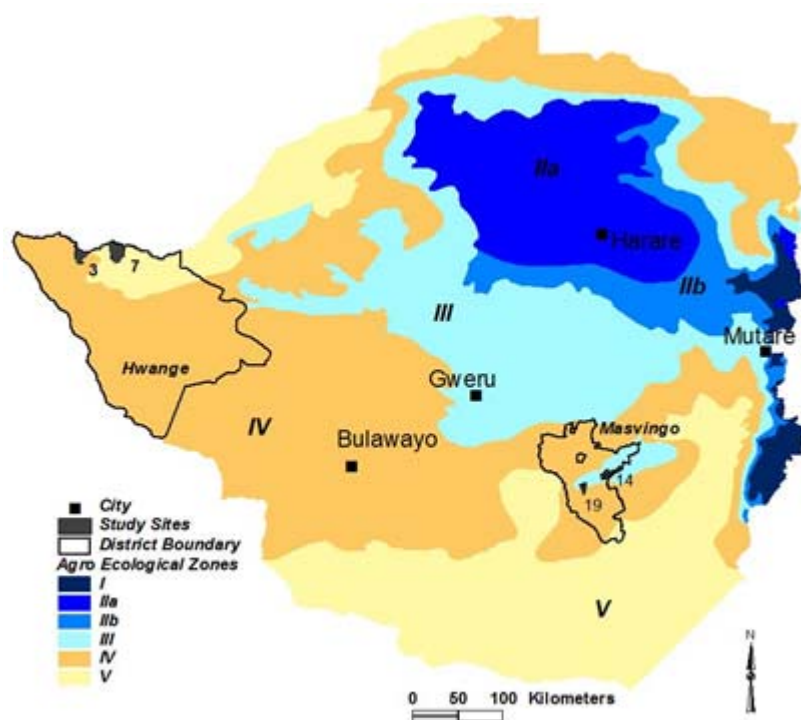 IIa
Harare
3
7
IIb
III
Mutare
Hwange
Gweru
IV
Masvingo
Bulawayo
14
19
City
Study Sites
District Boundary
Agro Ecological Zones
I
IIa
IIb
III
IV
V
V
N
0 50 100 Kilometers